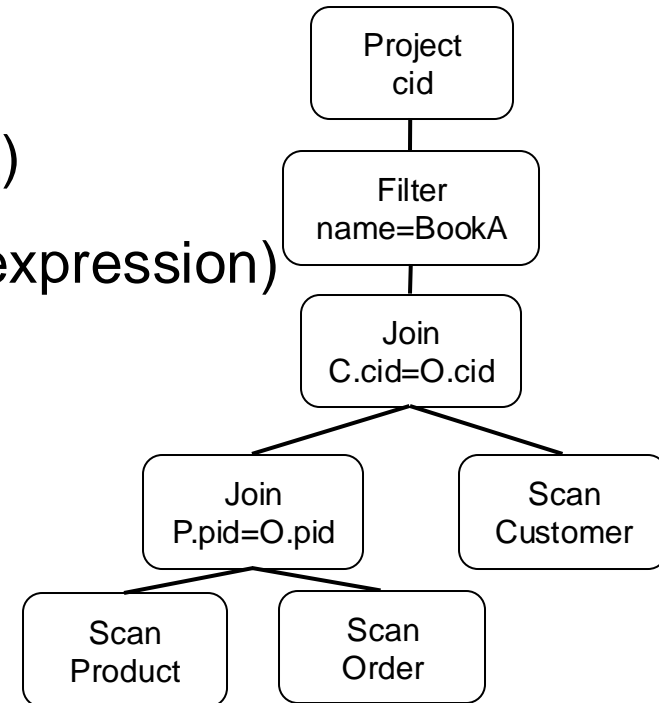 Project
cid
)
Filter
name=BookA
expression)
Join
C.cid=O.cid
Join
P.pid=O.pid
Scan
Customer
Scan
Product
Scan
Order